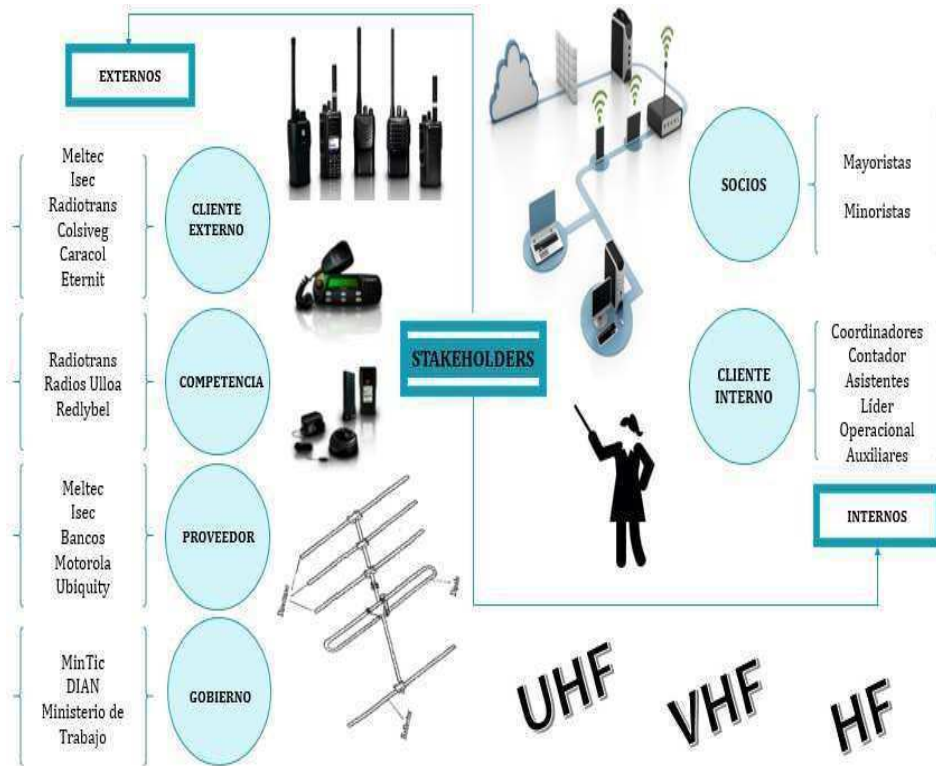 EXTERNOS
Meltec
Isec
Radiotrans
Colsiveg
Caracol
Eternit
CLIENTE
EXTERNO
Radiotrans
Radios Ulloa
Redlybel
COMPETENCIA
Meltec
Isec
Bancos
Motorola
Ubiquity
PROVEEDOR
MinTic
DIAN
Ministerio de
Trabajo
GOBIERNO
STAKEHOLDERS
SOCIOS
Mayoristas
Minoristas
CLIENTE
INTERNO
Coordinadores
Contador
Asistentes
Líder
Operacional
Auxiliares
INTERNOS
UHF
VHF
HF